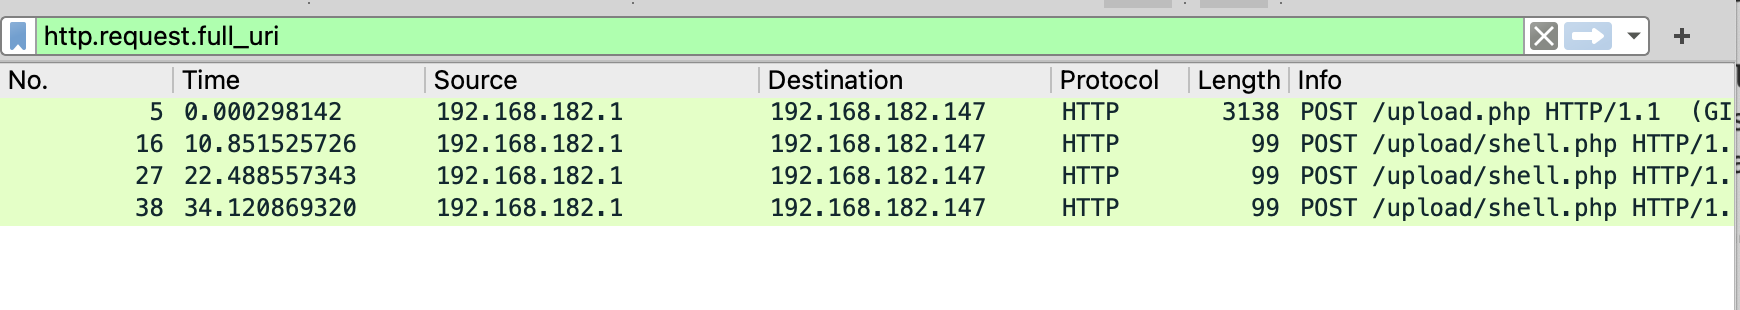 http.request.full_uri
No. Time Source Destination Protocol Length Info
5 0.000298142 192.168.182.1 192.168.182.147 HTTP 3138 POST /upload.php HTTP/1.1 (GI
16 10.851525726 192.168.182.1 192.168.182.147 HTTP 99 POST /upload/shell.php HTTP/1.
27 22.488557343 192.168.182.1 192.168.182.147 HTTP 99 POST /upload/shell.php HTTP/1.
38 34.120869320 192.168.182.1 192.168.182.147 HTTP 99 POST /upload/shell.php HTTP/1.